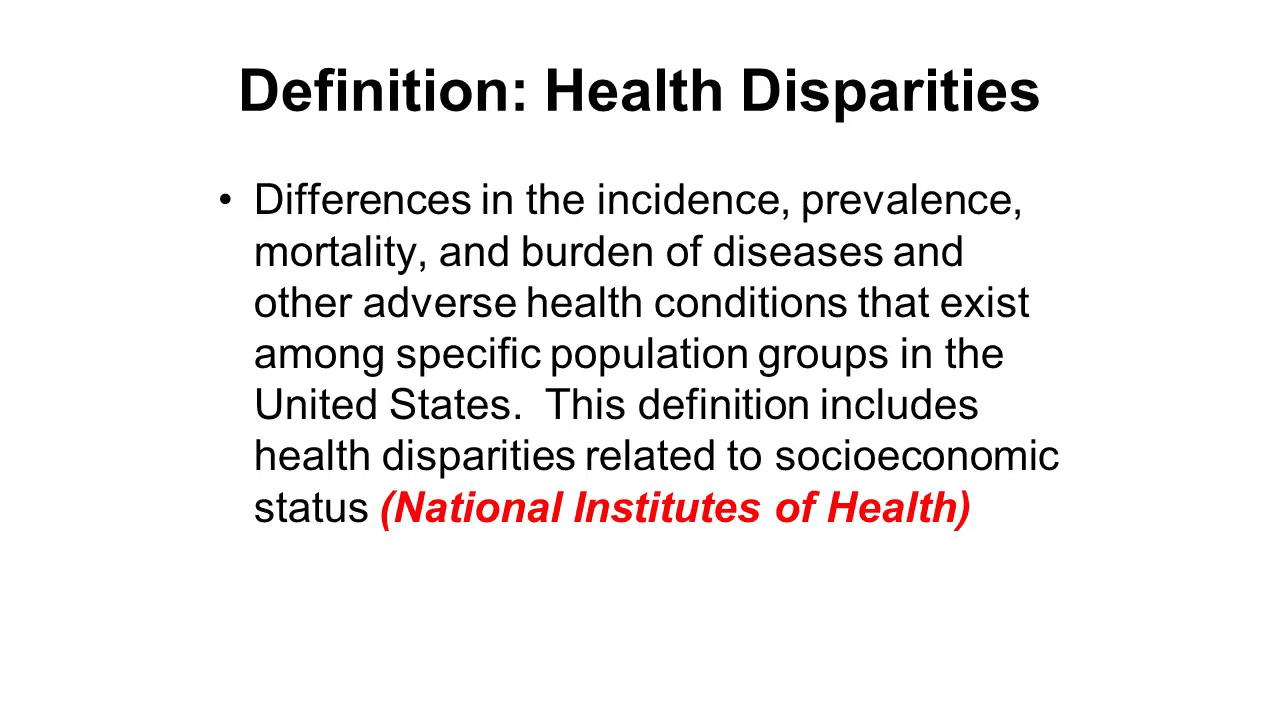 Definition: Health Disparities
• Differences in the incidence, prevalence,
mortality, and burden of diseases and
other adverse health conditions that exist
among specific population groups in the
United States.  This definition includes
health disparities related to socioeconomic
status (National Institutes of Health)